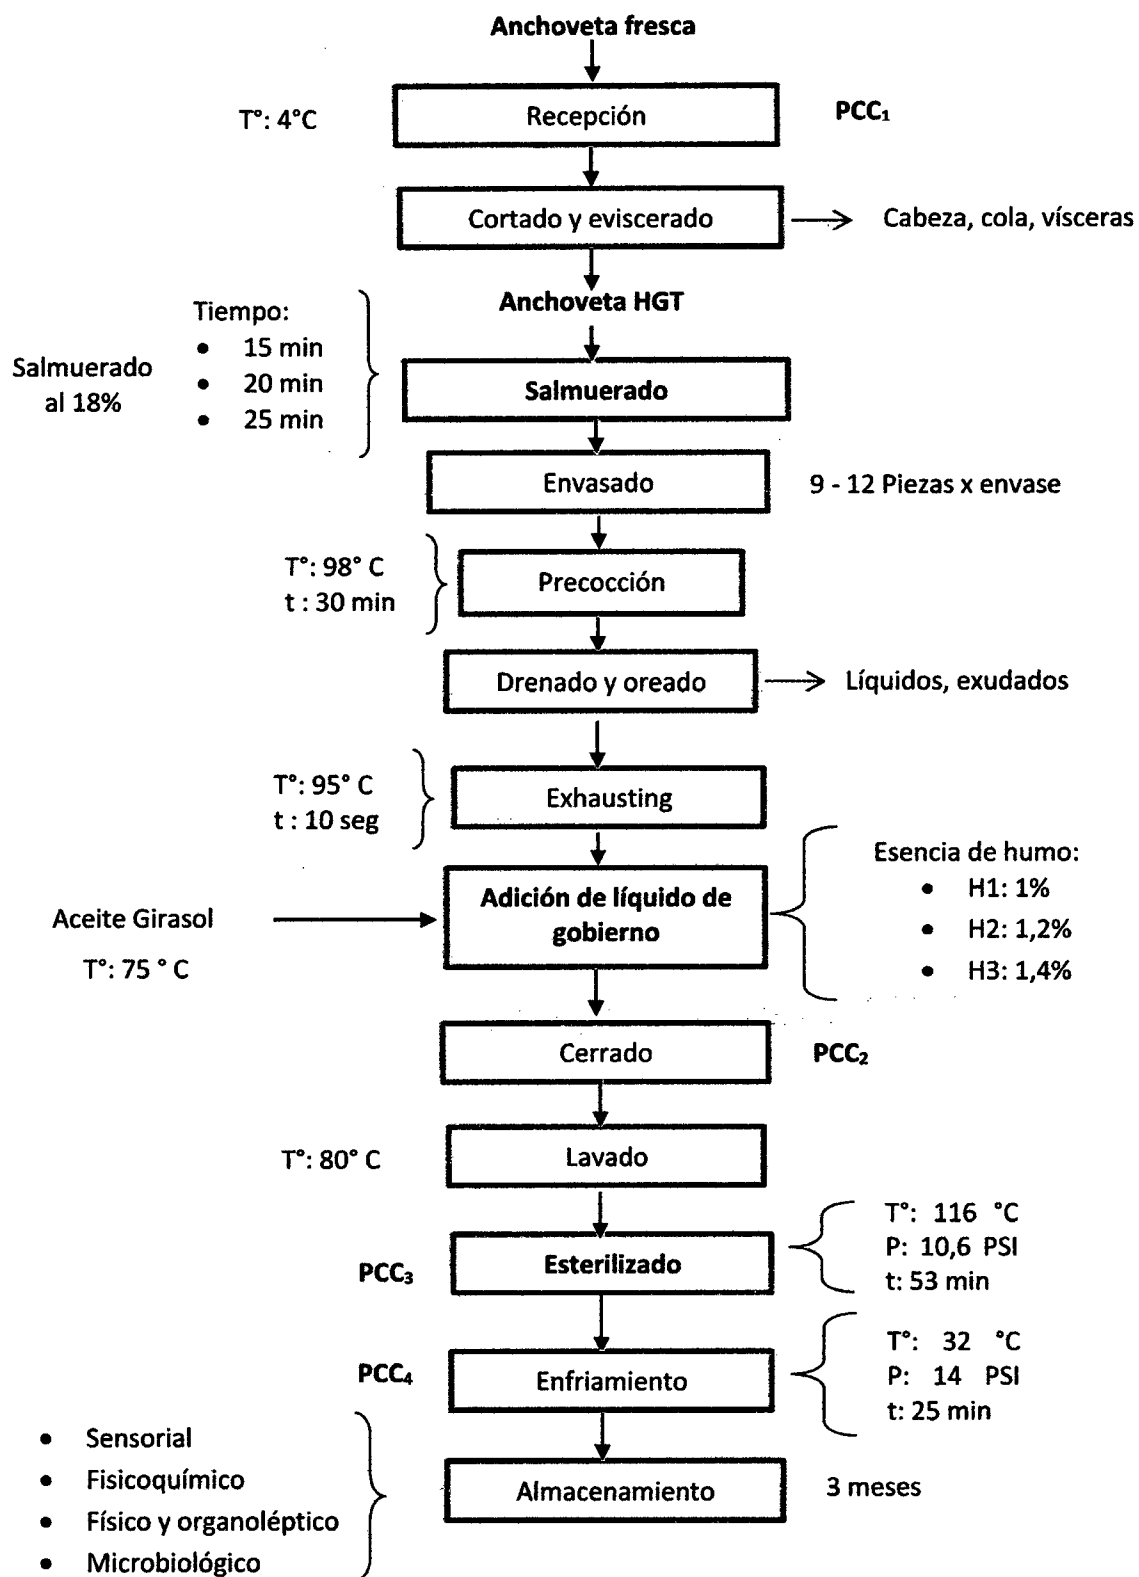 Anchoveta fresca
T°: 4°C
Recepción
PCC₁
Cortado y eviscerado
Cabeza, cola, vísceras
Anchoveta HGT
Salmuerado
al 18%
Tiempo:
• 15 min
• 20 min
• 25 min
Salmuerado
Envasado
9 - 12 Piezas x envase
T°: 98° C
t : 30 min
Precocción
Drenado y oreado
Líquidos, exudados
T°: 95° C
t : 10 seg
Exhausting
Aceite Girasol
T°: 75 ° C
Adición de líquido de
gobierno
Esencia de humo:
• H1: 1%
• H2: 1,2%
• H3: 1,4%
Cerrado
PCC₂
T°: 80° C
Lavado
PCC₃
Esterilizado
T°: 116 °C
P: 10,6 PSI
t: 53 min
PCC₄
Enfriamiento
T°: 32 °C
P: 14 PSI
t: 25 min
• Sensorial
• Fisicoquímico
• Físico y organoléptico
• Microbiológico
Almacenamiento
3 meses